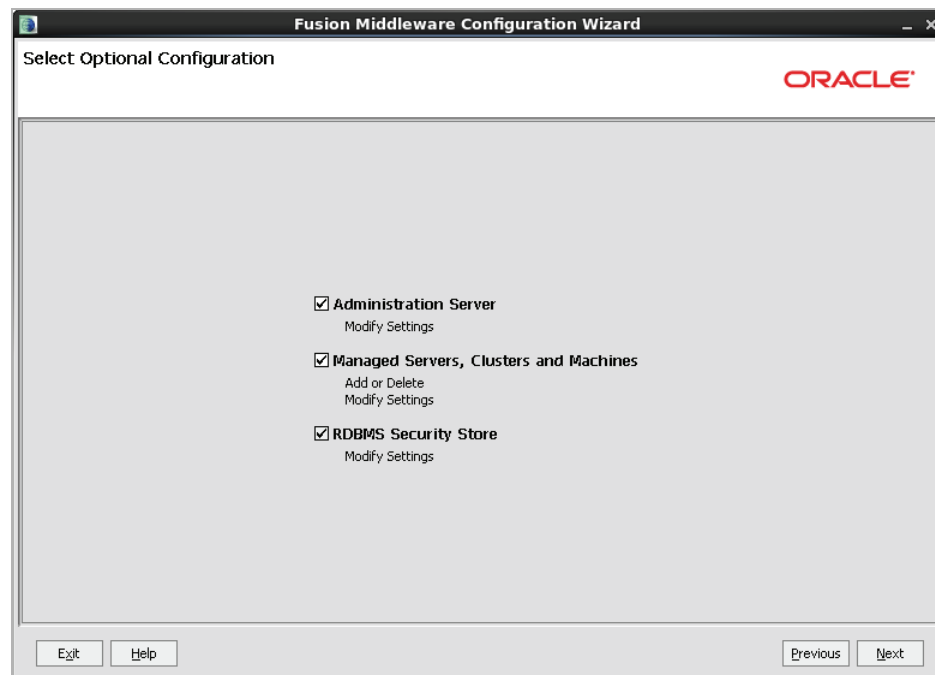 Fusion Middleware Configuration Wizard
Select Optional Configuration
ORACLE
Administration Server
Modify Settings
Managed Servers, Clusters and Machines
Add or Delete
Modify Settings
RDBMS Security Store
Modify Settings
Exit Help Previous Next